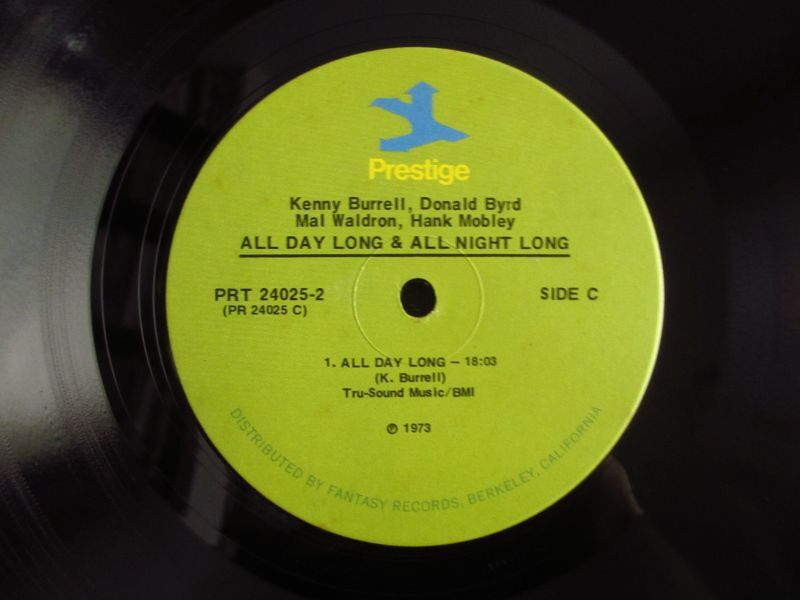 Prestige
Kenny Burrell, Donald Byrd
Mal Waldron, Hank Mobley
ALL DAY LONG & ALL NIGHT LONG
PRT 24025-2 SIDE C
(PR 24025 C)
1. ALL DAY LONG — 18:03
(K. Burrell)
Tru-Sound Music/BMI
℗ 1973
DISTRIBUTED BY FANTASY RECORDS, BERKELEY, CALIFORNIA